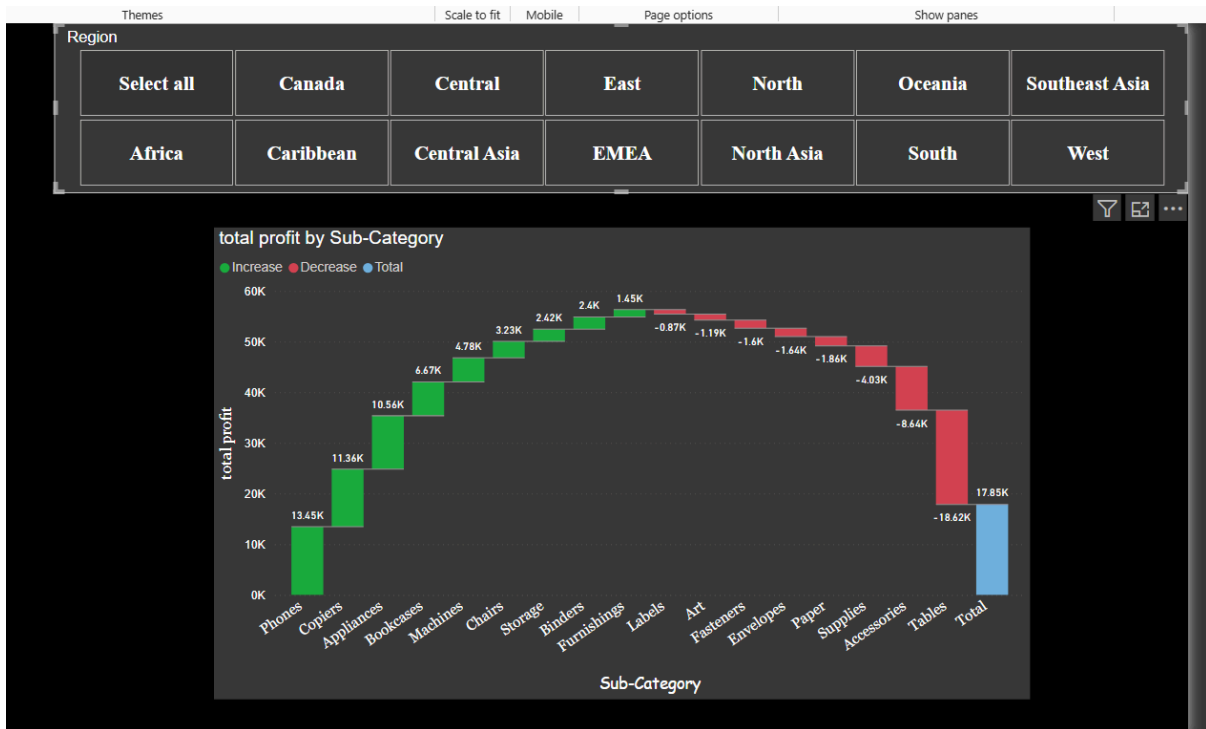 Themes Scale to fit Mobile Page options Show panes
Region
Select all Canada Central East North Oceania Southeast Asia
Africa Caribbean Central Asia EMEA North Asia South West
total profit by Sub-Category
Increase Decrease Total
60K
50K
40K
30K
20K
10K
0K
total profit
13.45K
11.36K
10.56K
6.67K
4.78K
3.23K
2.42K
2.4K
1.45K
-0.87K
-1.19K
-1.6K
-1.64K
-1.86K
-4.03K
-8.64K
-18.62K
17.85K
Phones
Copiers
Appliances
Bookcases
Machines
Chairs
Storage
Binders
Furnishings
Labels
Art
Fasteners
Envelopes
Paper
Supplies
Accessories
Tables
Total
Sub-Category